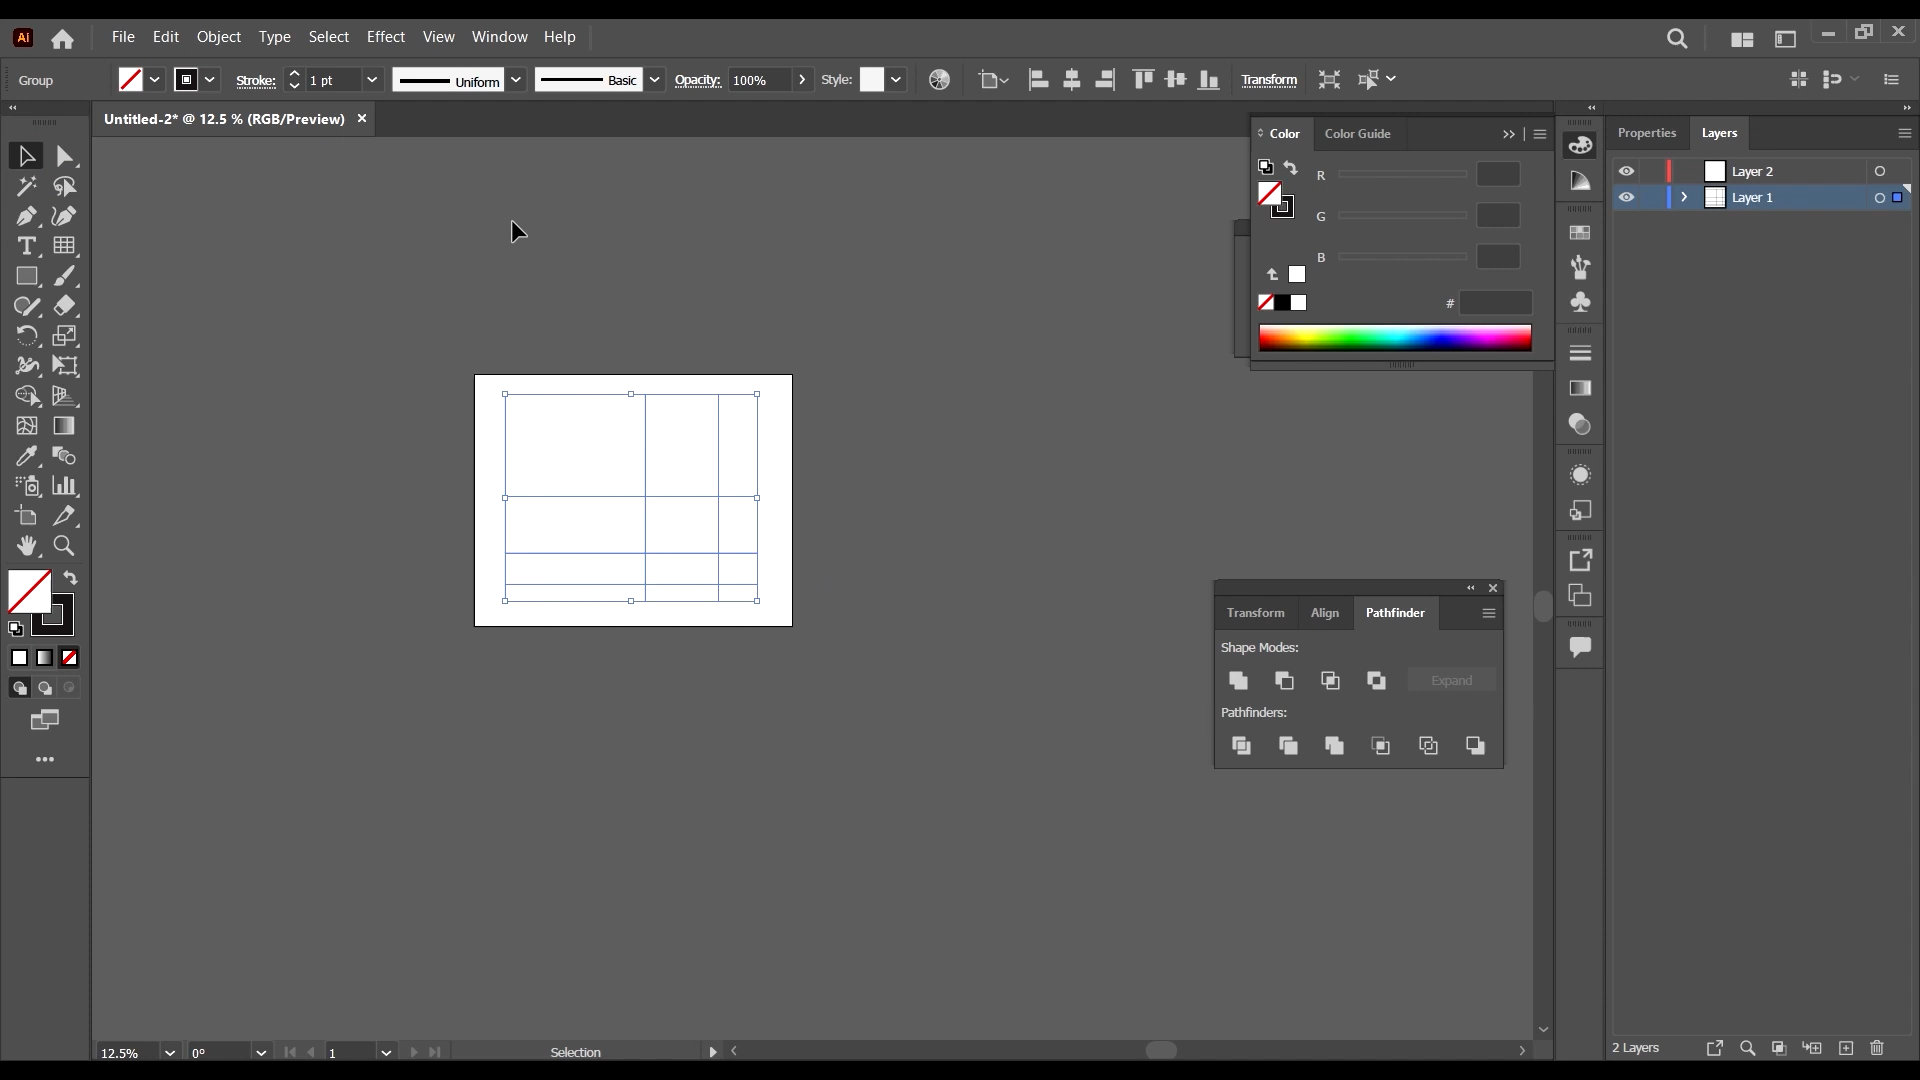 Ai File Edit Object Type Select Effect View Window Help
Group Stroke: 1 pt Uniform Basic Opacity: 100% Style: Transform
Untitled-2* @ 12.5 % (RGB/Preview)
Color Color Guide
R
G
B
#
Properties Layers
Layer 2
Layer 1
Transform Align Pathfinder
Shape Modes:
Expand
Pathfinders:
12.5% 0° 1 Selection
2 Layers